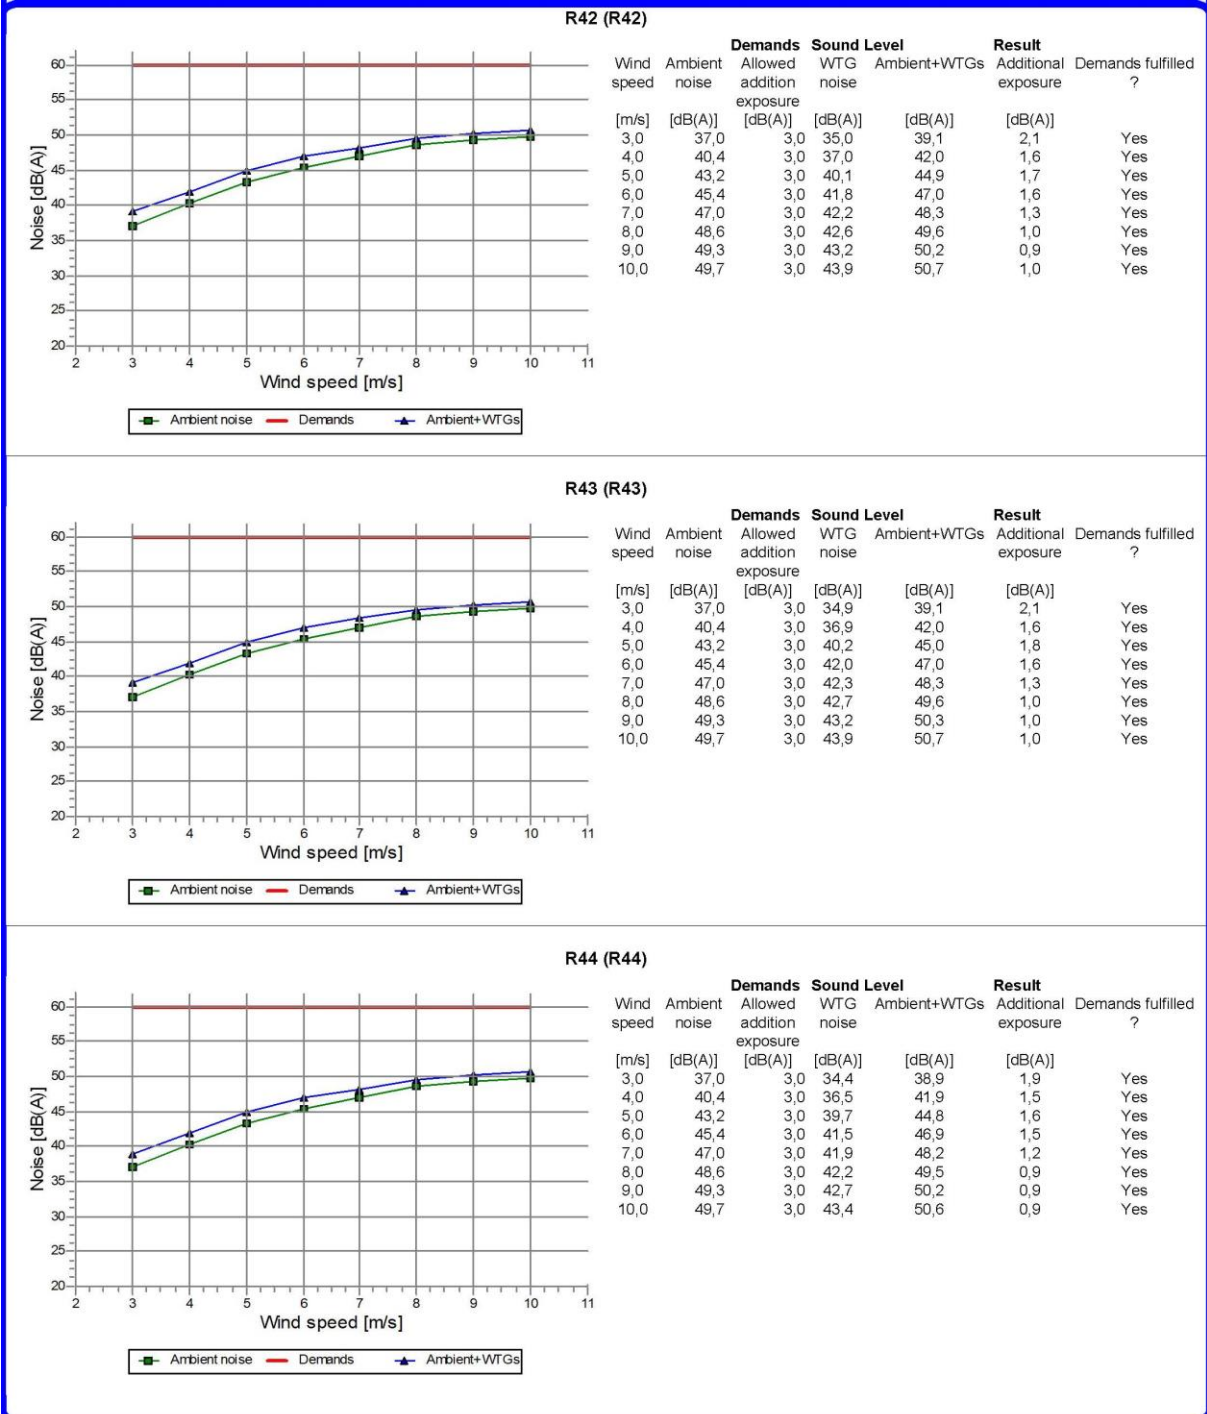 R42 (R42)
60
55
50
45
40
35
30
25
20
2 3 4 5 6 7 8 9 10 11
Noise [dB(A)]
Wind speed [m/s]
Ambient noise Demands Ambient+WTGs
Demands Sound Level Result
Wind Ambient Allowed WTG Ambient+WTGs Additional Demands fulfilled
speed noise addition noise exposure ?
exposure
[m/s] [dB(A)] [dB(A)] [dB(A)] [dB(A)] [dB(A)]
3,0 37,0 3,0 35,0 39,1 2,1 Yes
4,0 40,4 3,0 37,0 42,0 1,6 Yes
5,0 43,2 3,0 40,1 44,9 1,7 Yes
6,0 45,4 3,0 41,8 47,0 1,6 Yes
7,0 47,0 3,0 42,2 48,3 1,3 Yes
8,0 48,6 3,0 42,6 49,6 1,0 Yes
9,0 49,3 3,0 43,2 50,2 0,9 Yes
10,0 49,7 3,0 43,9 50,7 1,0 Yes
R43 (R43)
60
55
50
45
40
35
30
25
20
2 3 4 5 6 7 8 9 10 11
Noise [dB(A)]
Wind speed [m/s]
Ambient noise Demands Ambient+WTGs
Demands Sound Level Result
Wind Ambient Allowed WTG Ambient+WTGs Additional Demands fulfilled
speed noise addition noise exposure ?
exposure
[m/s] [dB(A)] [dB(A)] [dB(A)] [dB(A)] [dB(A)]
3,0 37,0 3,0 34,9 39,1 2,1 Yes
4,0 40,4 3,0 36,9 42,0 1,6 Yes
5,0 43,2 3,0 40,2 45,0 1,8 Yes
6,0 45,4 3,0 42,0 47,0 1,6 Yes
7,0 47,0 3,0 42,3 48,3 1,3 Yes
8,0 48,6 3,0 42,7 49,6 1,0 Yes
9,0 49,3 3,0 43,2 50,3 1,0 Yes
10,0 49,7 3,0 43,9 50,7 1,0 Yes
R44 (R44)
60
55
50
45
40
35
30
25
20
2 3 4 5 6 7 8 9 10 11
Noise [dB(A)]
Wind speed [m/s]
Ambient noise Demands Ambient+WTGs
Demands Sound Level Result
Wind Ambient Allowed WTG Ambient+WTGs Additional Demands fulfilled
speed noise addition noise exposure ?
exposure
[m/s] [dB(A)] [dB(A)] [dB(A)] [dB(A)] [dB(A)]
3,0 37,0 3,0 34,4 38,9 1,9 Yes
4,0 40,4 3,0 36,5 41,9 1,5 Yes
5,0 43,2 3,0 39,7 44,8 1,6 Yes
6,0 45,4 3,0 41,5 46,9 1,5 Yes
7,0 47,0 3,0 41,9 48,2 1,2 Yes
8,0 48,6 3,0 42,2 49,5 0,9 Yes
9,0 49,3 3,0 42,7 50,2 0,9 Yes
10,0 49,7 3,0 43,4 50,6 0,9 Yes